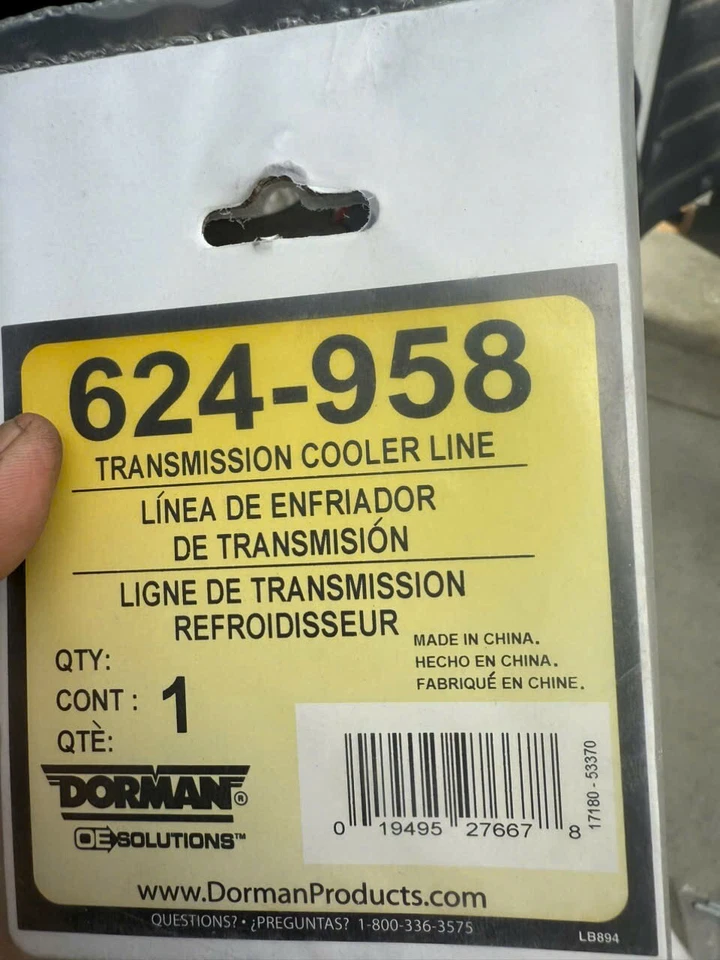 624-958
TRANSMISSION COOLER LINE
LÍNEA DE ENFRIADOR
DE TRANSMISIÓN
LIGNE DE TRANSMISSION
REFROIDISSEUR
MADE IN CHINA.
HECHO EN CHINA.
FABRIQUÉ EN CHINE.
QTY:
CONT : 1
QTÈ:
DORMAN®
OE SOLUTIONS™
0 19495 27667 8
17180 - 53370
www.DormanProducts.com
QUESTIONS? • ¿PREGUNTAS? 1-800-336-3575
LB894